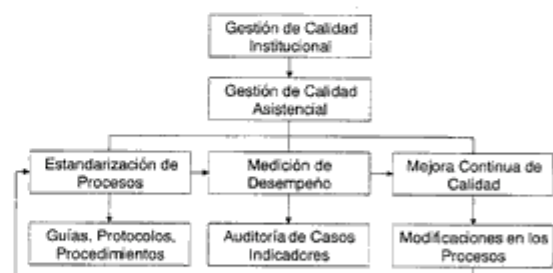 Gestión de Calidad
Institucional
Gestión de Calidad
Asistencial
Estandarización de
Procesos
Medición de
Desempeño
Mejora Continua de
Calidad
Guías, Protocolos,
Procedimientos
Auditoría de Casos
Indicadores
Modificaciones en los
Procesos